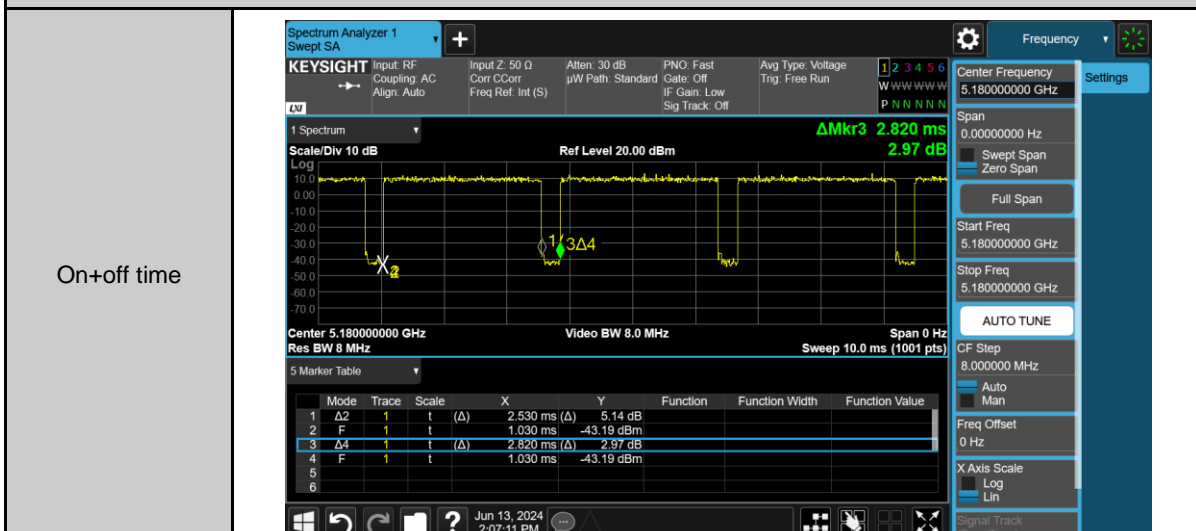 On+off time
Spectrum Analyzer 1
Swept SA
Frequency
KEYSIGHT
LXI
Input: RF
Coupling: AC
Align: Auto
Input Z: 50 Ω
Corr CCorr
Freq Ref: Int (S)
Atten: 30 dB
µW Path: Standard
PNO: Fast
Gate: Off
IF Gain: Low
Sig Track: Off
Avg Type: Voltage
Trig: Free Run
1 2 3 4 5 6
W W W W W W
P N N N N N
1 Spectrum
ΔMkr3 2.820 ms
2.97 dB
Scale/Div 10 dB
Ref Level 20.00 dBm
Log
10.0
0.00
-10.0
-20.0
-30.0
-40.0
-50.0
-60.0
-70.0
3Δ4
Center 5.180000000 GHz
Video BW 8.0 MHz
Span 0 Hz
Res BW 8 MHz
Sweep 10.0 ms (1001 pts)
5 Marker Table
Mode Trace Scale X Y Function Function Width Function Value
1 Δ2 1 t (Δ) 2.530 ms (Δ) 5.14 dB
2 F 1 t 1.030 ms -43.19 dBm
3 Δ4 1 t (Δ) 2.820 ms (Δ) 2.97 dB
4 F 1 t 1.030 ms -43.19 dBm
5
6
Jun 13, 2024
2:07:11 PM
Center Frequency
5.180000000 GHz
Settings
Span
0.00000000 Hz
Swept Span
Zero Span
Full Span
Start Freq
5.180000000 GHz
Stop Freq
5.180000000 GHz
AUTO TUNE
CF Step
8.000000 MHz
Auto
Man
Freq Offset
0 Hz
X Axis Scale
Log
Lin
Signal Track